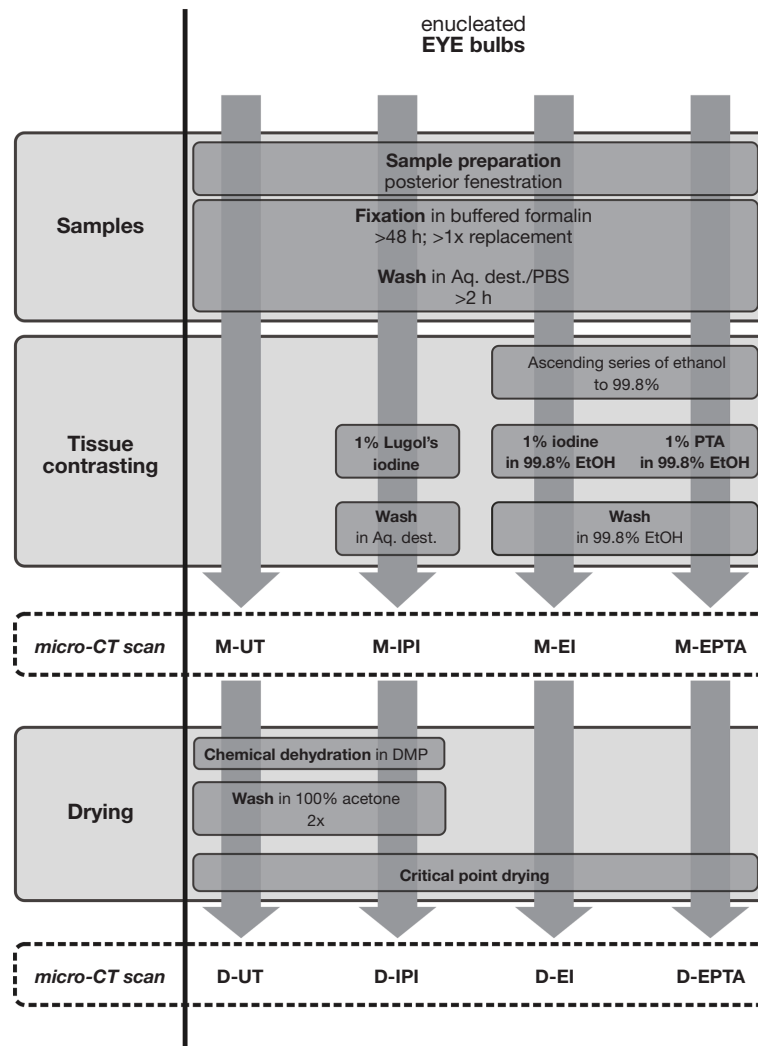 enucleated
EYE bulbs
Samples
Sample preparation
posterior fenestration
Fixation in buffered formalin
>48 h; >1x replacement
Wash in Aq. dest./PBS
>2 h
Tissue
contrasting
Ascending series of ethanol
to 99.8%
1% Lugol's
iodine
1% iodine
in 99.8% EtOH
1% PTA
in 99.8% EtOH
Wash
in Aq. dest.
Wash
in 99.8% EtOH
micro-CT scan M-UT M-IPI M-EI M-EPTA
Drying
Chemical dehydration in DMP
Wash in 100% acetone
2x
Critical point drying
micro-CT scan D-UT D-IPI D-EI D-EPTA